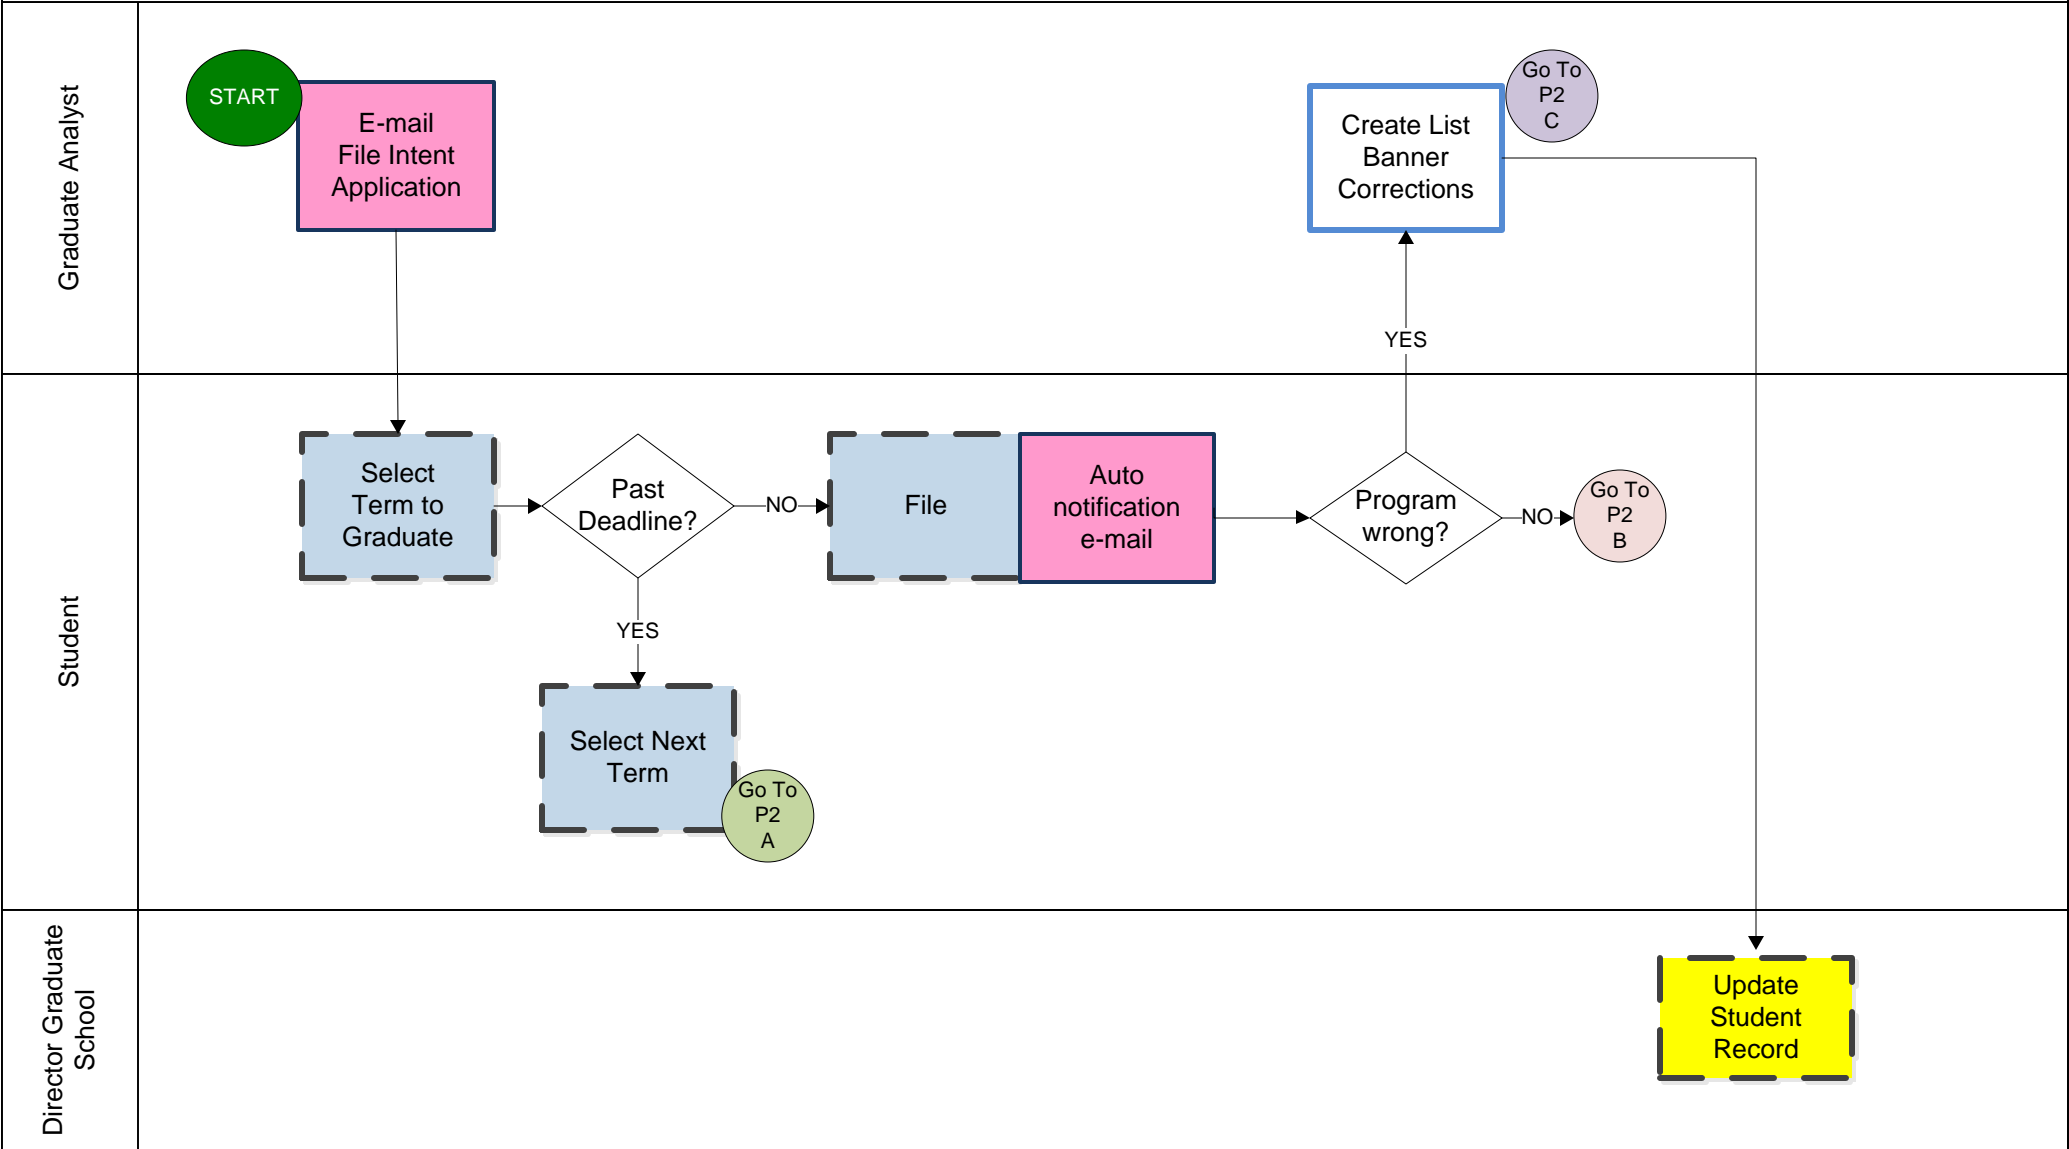 Graduate Analyst
START
E-mail
File Intent
Application
Create List
Banner
Corrections
Go To
P2
C
YES
Student
Select
Term to
Graduate
Past
Deadline?
NO
File
Auto
notification
e-mail
Program
wrong?
NO
Go To
P2
B
YES
Select Next
Term
Go To
P2
A
Director Graduate
School
Update
Student
Record